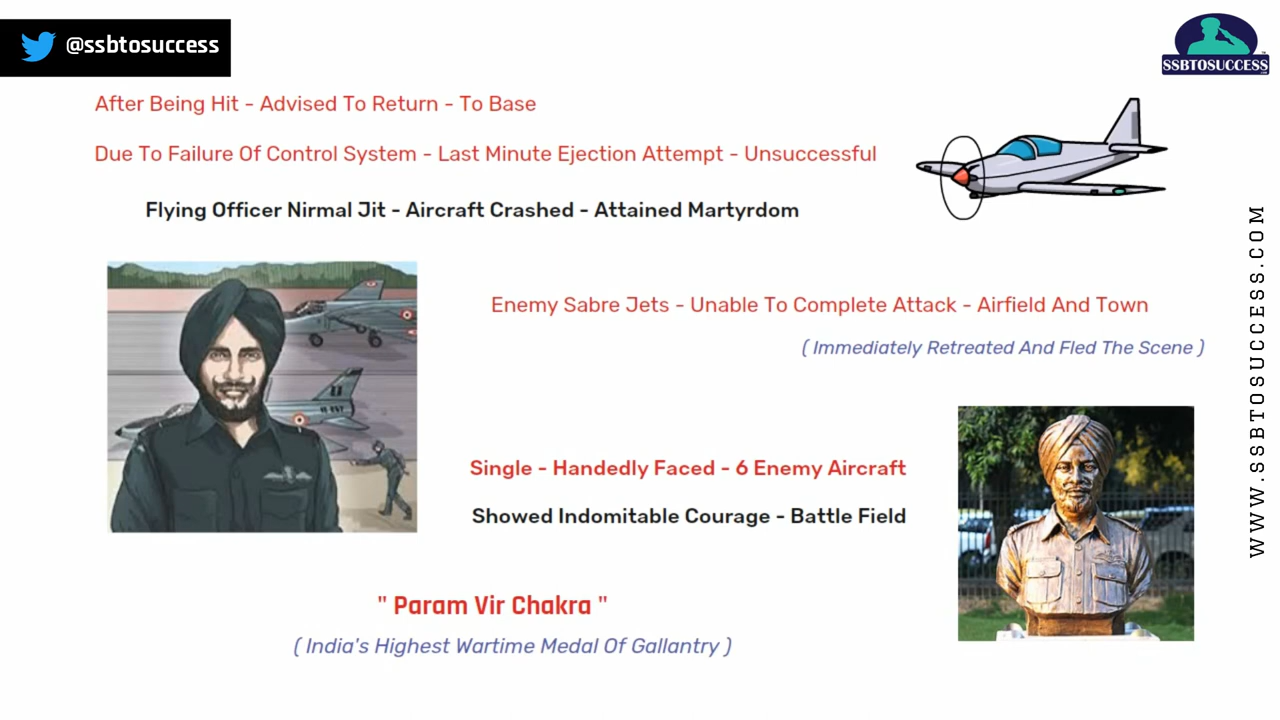 @ssbtosuccess
SSBTOSUCCESS
After Being Hit - Advised To Return - To Base
Due To Failure Of Control System - Last Minute Ejection Attempt - Unsuccessful
Flying Officer Nirmal Jit - Aircraft Crashed - Attained Martyrdom
Enemy Sabre Jets - Unable To Complete Attack - Airfield And Town
( Immediately Retreated And Fled The Scene )
Single - Handedly Faced - 6 Enemy Aircraft
Showed Indomitable Courage - Battle Field
" Param Vir Chakra "
( India's Highest Wartime Medal Of Gallantry )
WWW.SSBTOSUCCESS.COM